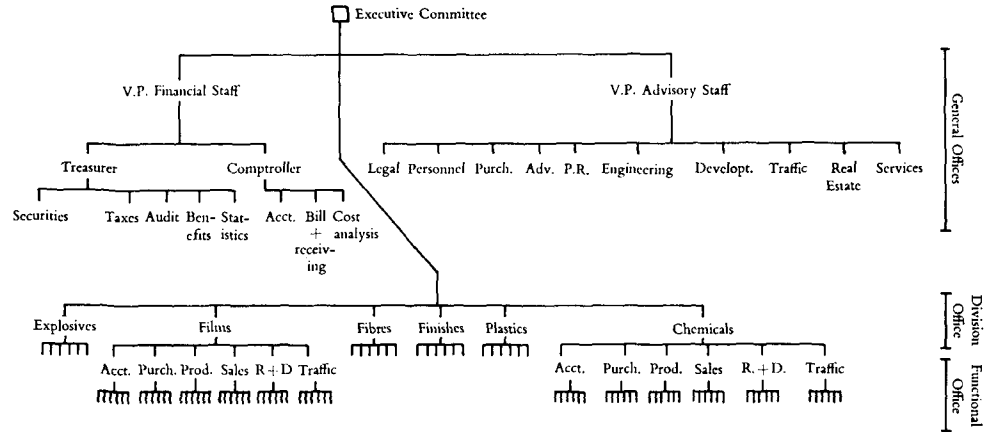 Executive Committee
V.P. Financial Staff
V.P. Advisory Staff
General Offices
Treasurer
Comptroller
Legal Personnel Purch. Adv. P.R. Engineering Developt. Traffic Real Estate Services
Securities
Taxes Audit Ben-
efits
Stat-
istics
Acct. Bill
+
receiv-
ing
Cost
analysis
Division
Office
Explosives Films Fibres Finishes Plastics Chemicals
Functional
Office
Acct. Purch. Prod. Sales R+D Traffic
Acct. Purch. Prod. Sales R.+D. Traffic